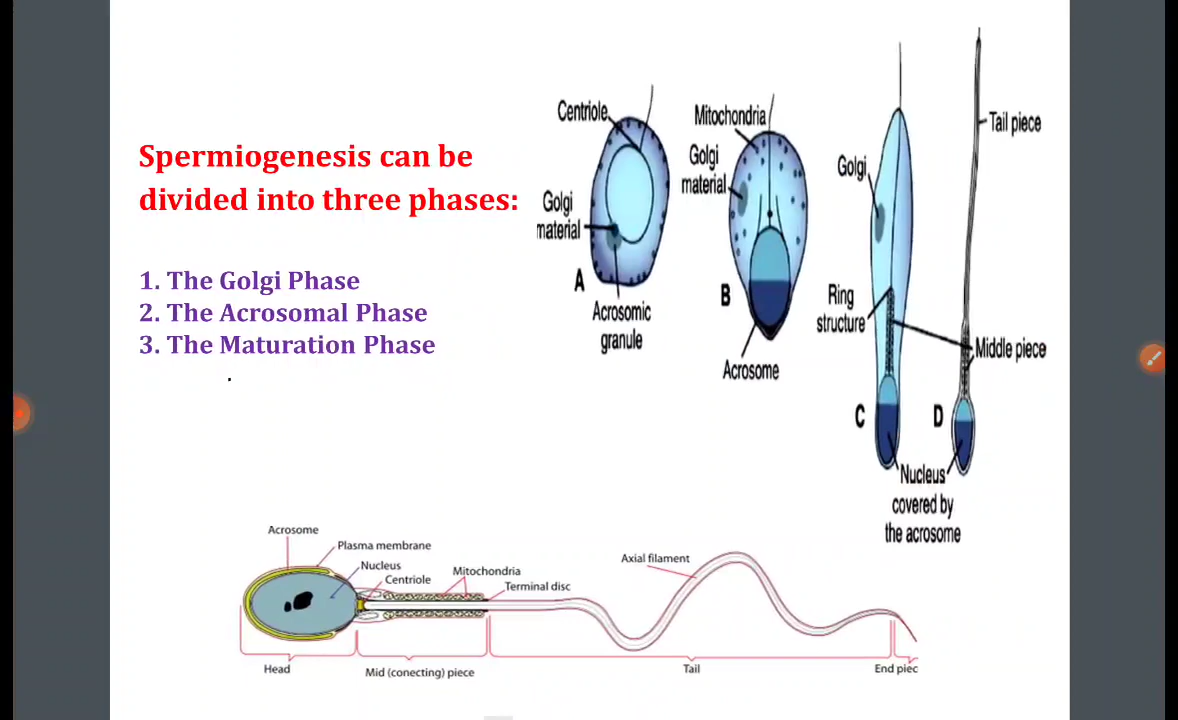 Spermiogenesis can be
divided into three phases:
1. The Golgi Phase
2. The Acrosomal Phase
3. The Maturation Phase
Centriole
Golgi
material
A
Acrosomic
granule
Mitochondria
Golgi
material
B
Acrosome
Golgi
Ring
structure
C
Tail piece
Middle piece
D
Nucleus
covered by
the acrosome
Acrosome
Plasma membrane
Nucleus
Centriole
Mitochondria
Terminal disc
Axial filament
Head
Mid (conecting) piece
Tail
End piec